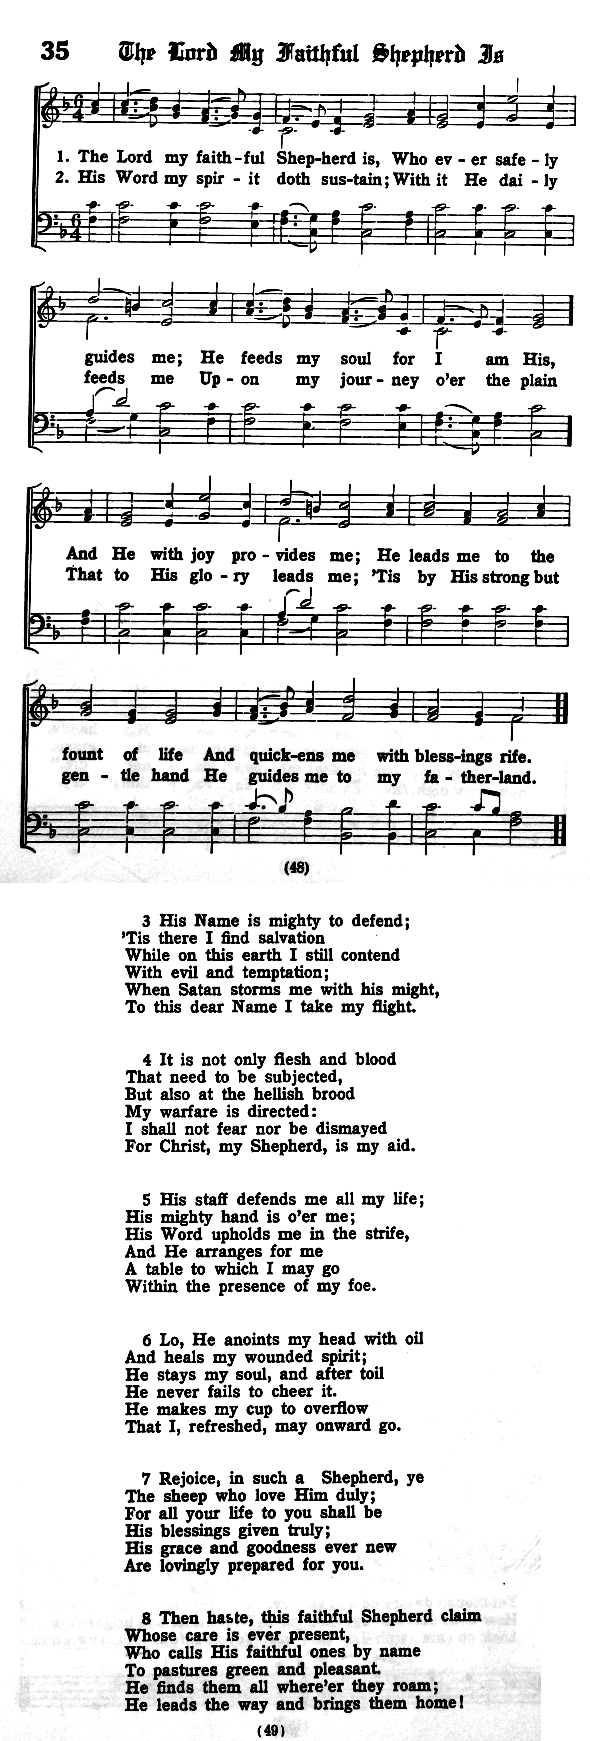 35 The Lord My Faithful Shepherd Is
6 4
1. The Lord my faith-ful Shep-herd is, Who ev - er safe - ly
2. His Word my spir - it doth sus-tain; With it He dai - ly
6 4
guides me; He feeds my soul for I am His,
feeds me Up - on my jour - ney o'er the plain
And He with joy pro - vides me; He leads me to the
That to His glo - ry leads me; 'Tis by His strong but
fount of life And quick-ens me with bless-ings rife.
gen - tle hand He guides me to my fa - ther-land.
(48)
3 His Name is mighty to defend;
'Tis there I find salvation
While on this earth I still contend
With evil and temptation;
When Satan storms me with his might,
To this dear Name I take my flight.
4 It is not only flesh and blood
That need to be subjected,
But also at the hellish brood
My warfare is directed:
I shall not fear nor be dismayed
For Christ, my Shepherd, is my aid.
5 His staff defends me all my life;
His mighty hand is o'er me;
His Word upholds me in the strife,
And He arranges for me
A table to which I may go
Within the presence of my foe.
6 Lo, He anoints my head with oil
And heals my wounded spirit;
He stays my soul, and after toil
He never fails to cheer it.
He makes my cup to overflow
That I, refreshed, may onward go.
7 Rejoice, in such a Shepherd, ye
The sheep who love Him duly;
For all your life to you shall be
His blessings given truly;
His grace and goodness ever new
Are lovingly prepared for you.
8 Then haste, this faithful Shepherd claim
Whose care is ever present,
Who calls His faithful ones by name
To pastures green and pleasant.
He finds them all where'er they roam;
He leads the way and brings them home!
(49)